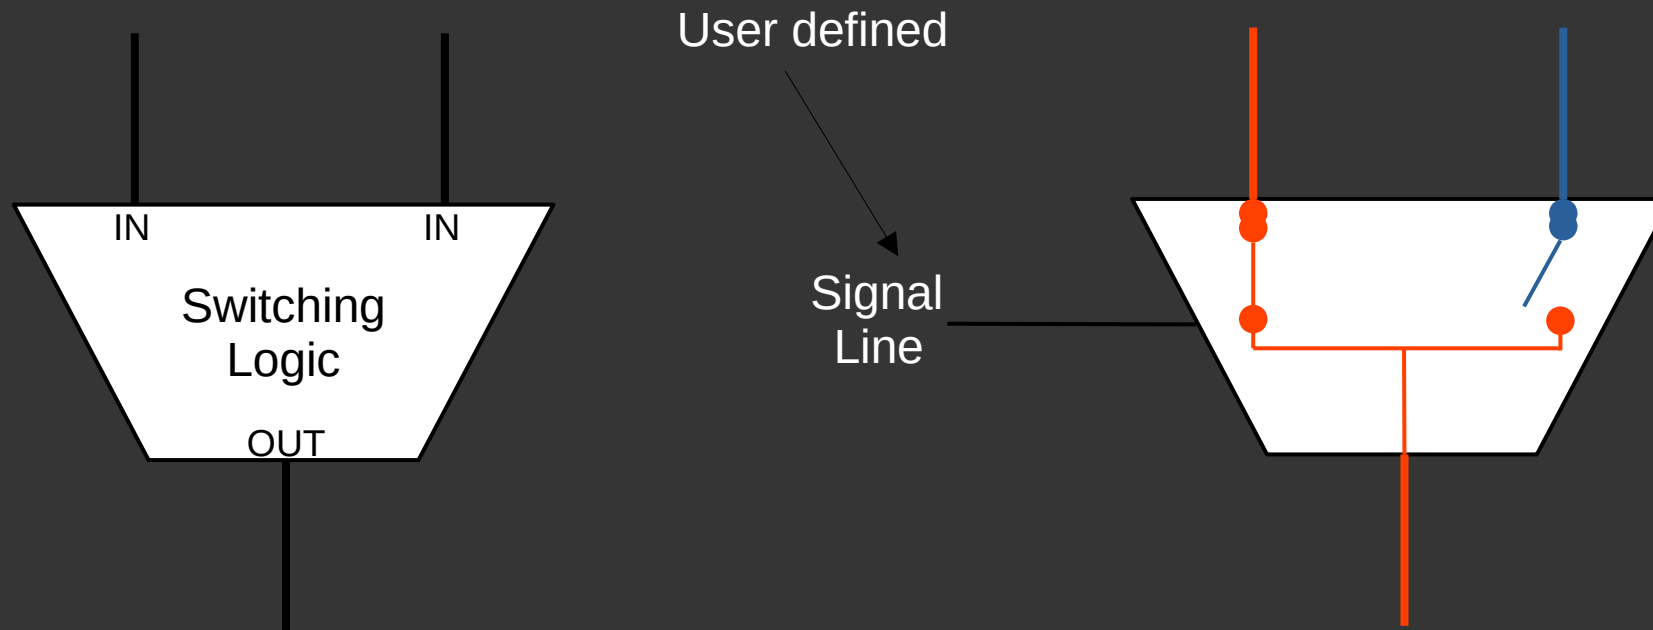 User defined
IN
IN
Switching
Logic
OUT
Signal
Line